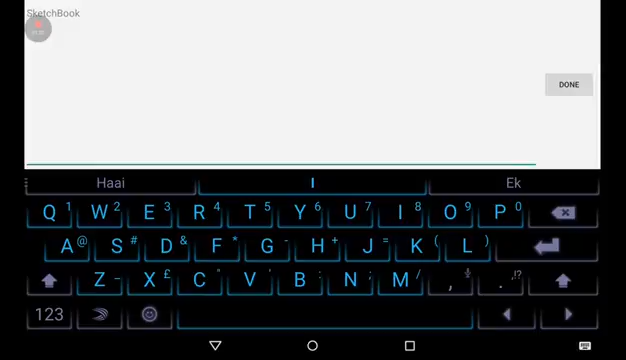 SketchBook
DONE
Haai I Ek
Q 1 W 2 E 3 R 4 T 5 Y 6 U 7 I 8 O 9 P 0
A @ S # D & F * G - H + J = K ( L )
Z _ X £ C " V ' B : N ; M / , . ,!?
123